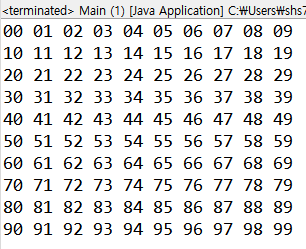 <terminated> Main (1) [Java Application] C:₩Users₩shs7
00 01 02 03 04 05 06 07 08 09
10 11 12 13 14 15 16 17 18 19
20 21 22 23 24 25 26 27 28 29
30 31 32 33 34 35 36 37 38 39
40 41 42 43 44 45 46 47 48 49
50 51 52 53 54 55 56 57 58 59
60 61 62 63 64 65 66 67 68 69
70 71 72 73 74 75 76 77 78 79
80 81 82 83 84 85 86 87 88 89
90 91 92 93 94 95 96 97 98 99